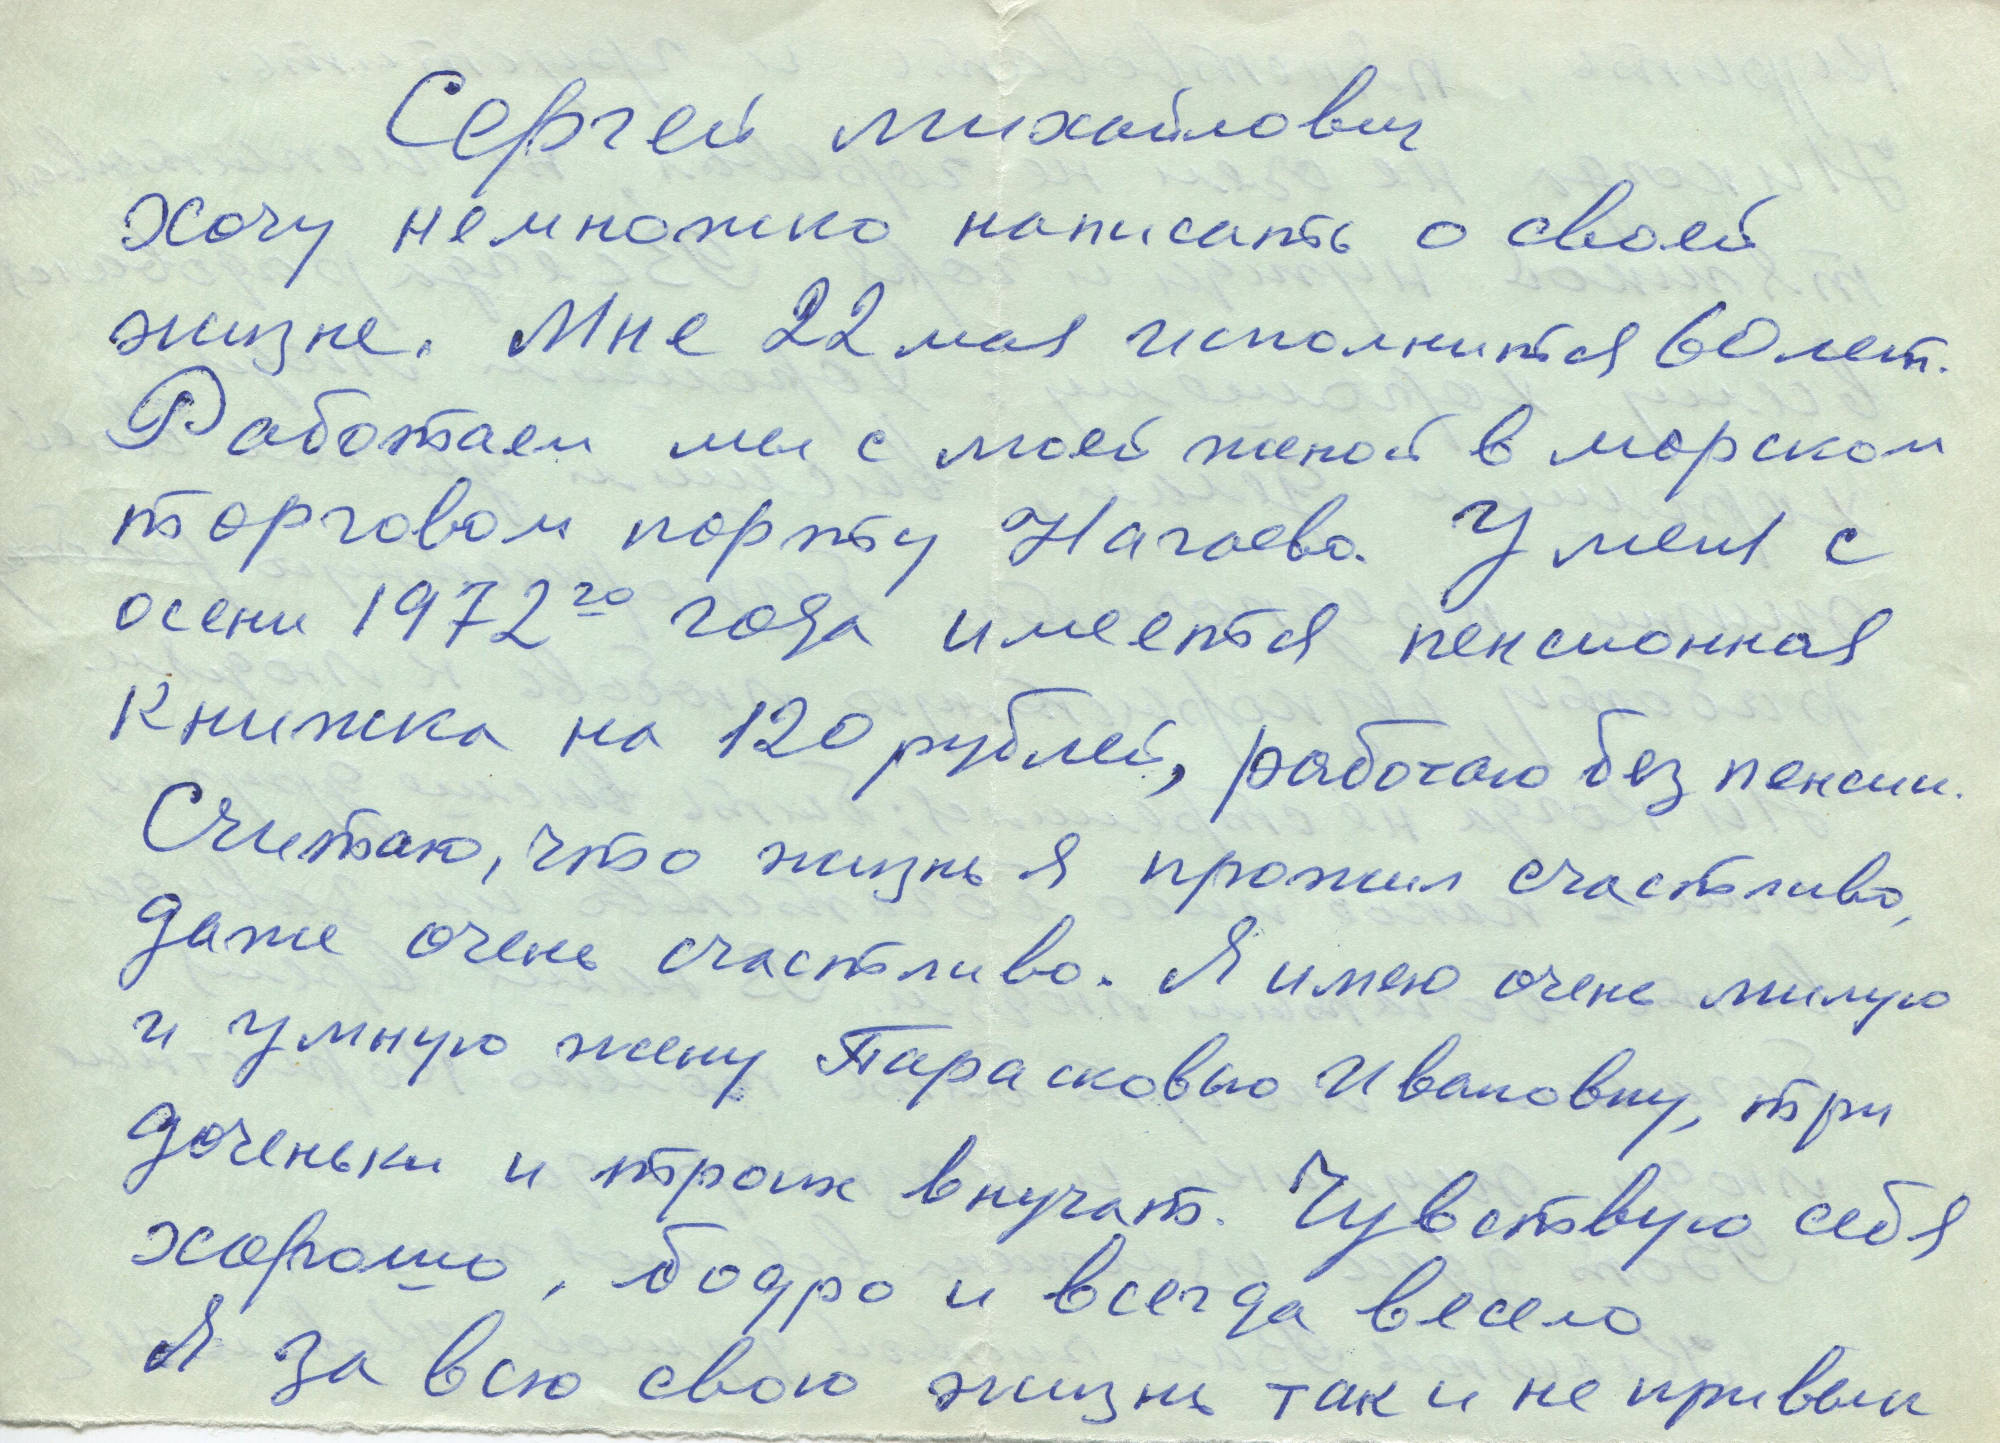 Сергей михайлович
хочу немножко написать о своей
жизне. Мне 22 мая исполнится 60 лет.
Работаем мы с моей женой в морском
торговом порту Нагаево. У меня с
осени 1972го года имеется пенсионная
книжка на 120 рублей, работаю без пенсии.
Считаю, что жизнь я прожил счастливо,
даже очень счастливо. Я имею очень милую
и умную жену Парасковью Ивановну, три
доченьки и троих внучат. Чувствую себя
хорошо, бодро и всегда весело
Я за всю свою жизнь так и не привык